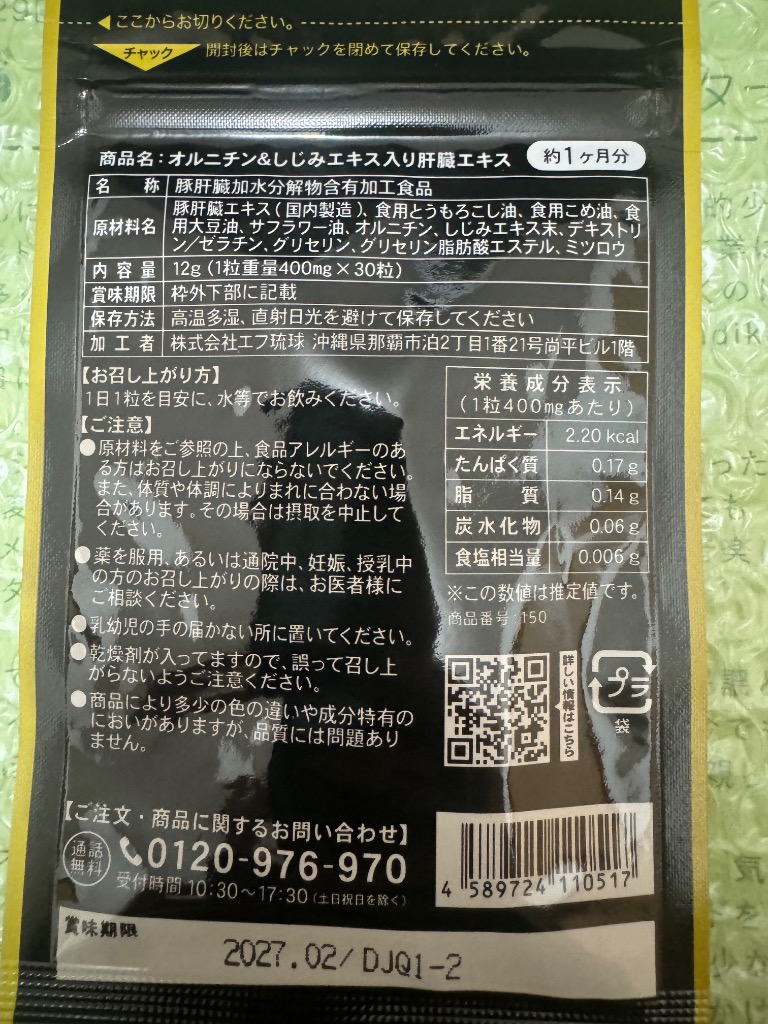 ここからお切りください。
チャック
開封後はチャックを閉めて保存してください。
商品名：オルニチン&しじみエキス入り肝臓エキス 約1ヶ月分
名　称 豚肝臓加水分解物含有加工食品
原材料名 豚肝臓エキス（国内製造）、食用とうもろこし油、食用こめ油、食
用大豆油、サフラワー油、オルニチン、しじみエキス末、デキストリ
ン／ゼラチン、グリセリン、グリセリン脂肪酸エステル、ミツロウ
内容量 12g（1粒重量400mg×30粒）
賞味期限 枠外下部に記載
保存方法 高温多湿、直射日光を避けて保存してください
加工者 株式会社エフ琉球 沖縄県那覇市泊2丁目1番21号尚平ビル1階
【お召し上がり方】
1日1粒を目安に、水等でお飲みください。
【ご注意】
●原材料をご参照の上、食品アレルギーのあ
る方はお召し上がりにならないでください。
また、体質や体調によりまれに合わない場
合があります。その場合は摂取を中止して
ください。
●薬を服用、あるいは通院中、妊娠、授乳中
の方のお召し上がりの際は、お医者様に
ご相談ください。
●乳幼児の手の届かない所に置いてください。
●乾燥剤が入ってますので、誤って召し上
がらないようご注意ください。
●商品により多少の色の違いや成分特有の
においがありますが、品質には問題あり
ません。
栄養成分表示
（1粒400mgあたり）
エネルギー 2.20kcal
たんぱく質 0.17g
脂　質 0.14g
炭水化物 0.06g
食塩相当量 0.006g
※この数値は推定値です。
商品番号：150
詳しい情報はこちら
プラ
袋
【ご注文・商品に関するお問い合わせ】
通話
無料
0120-976-970
受付時間 10:30〜17:30（土日祝日を除く）
4 589724 110517
賞味期限
2027.02/DJQ1-2